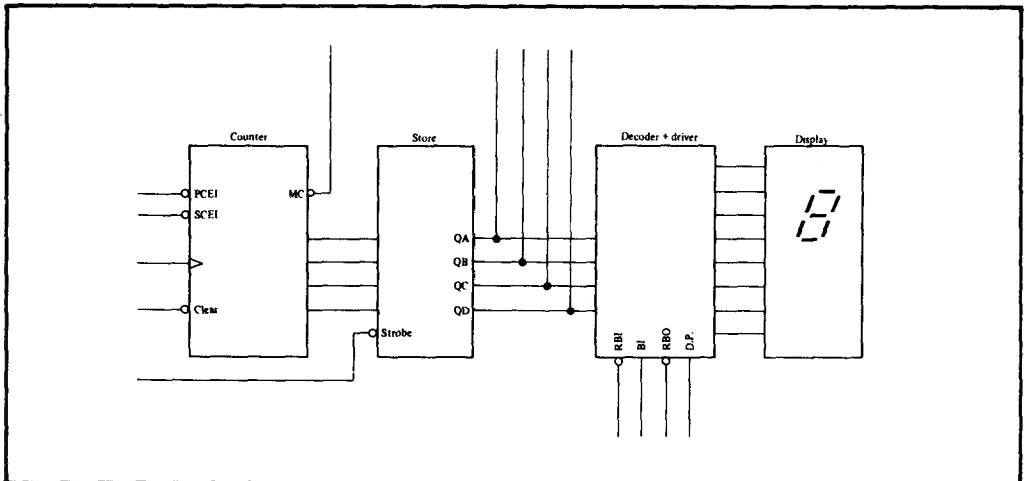 Counter
Store
Decoder + driver
Display
PCEI
MC
SCEI
Clear
QA
QB
QC
QD
Strobe
RBI
BI
RBO
D.P.